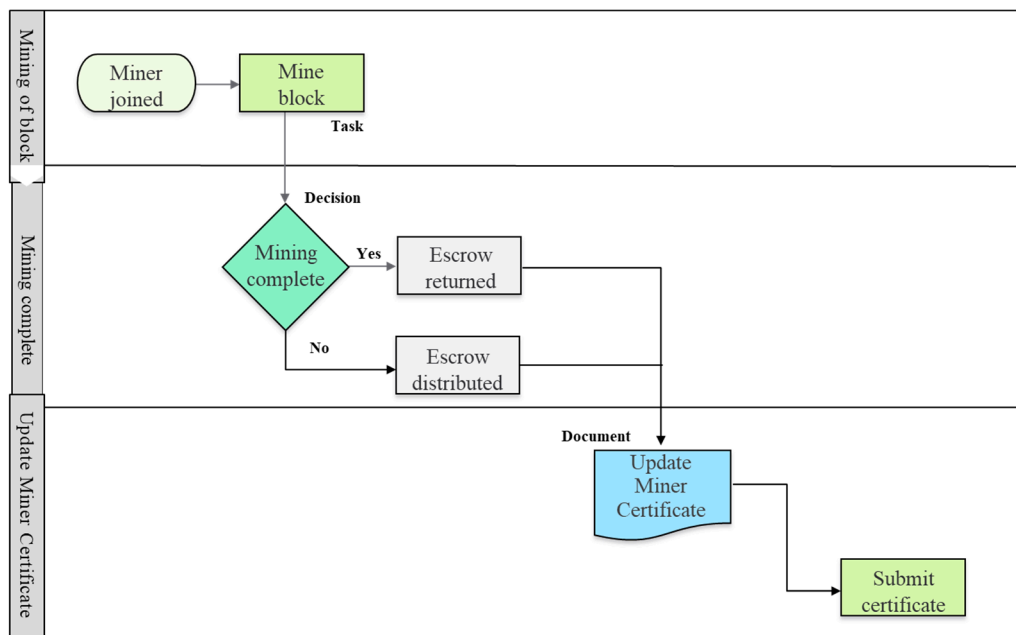 Mining of block
Miner
joined
Mine
block
Task
Mining complete
Decision
Mining
complete
Yes
Escrow
returned
No
Escrow
distributed
Update Miner Certificate
Document
Update
Miner
Certificate
Submit
certificate